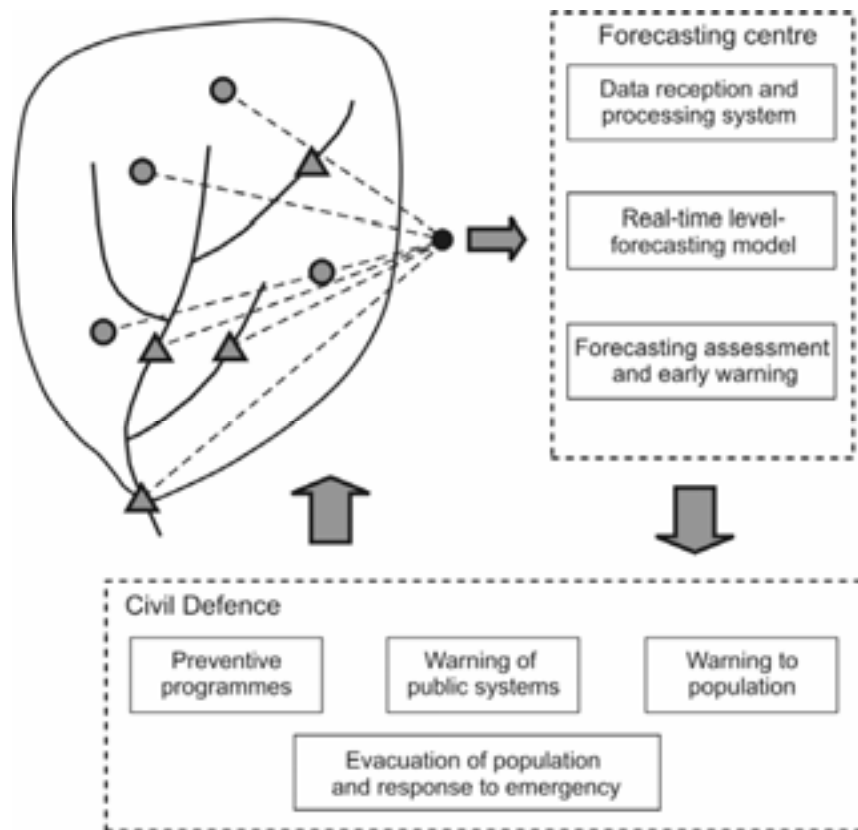 Forecasting centre
Data reception and
processing system
Real-time level-
forecasting model
Forecasting assessment
and early warning
Civil Defence
Preventive
programmes
Warning of
public systems
Warning to
population
Evacuation of population
and response to emergency